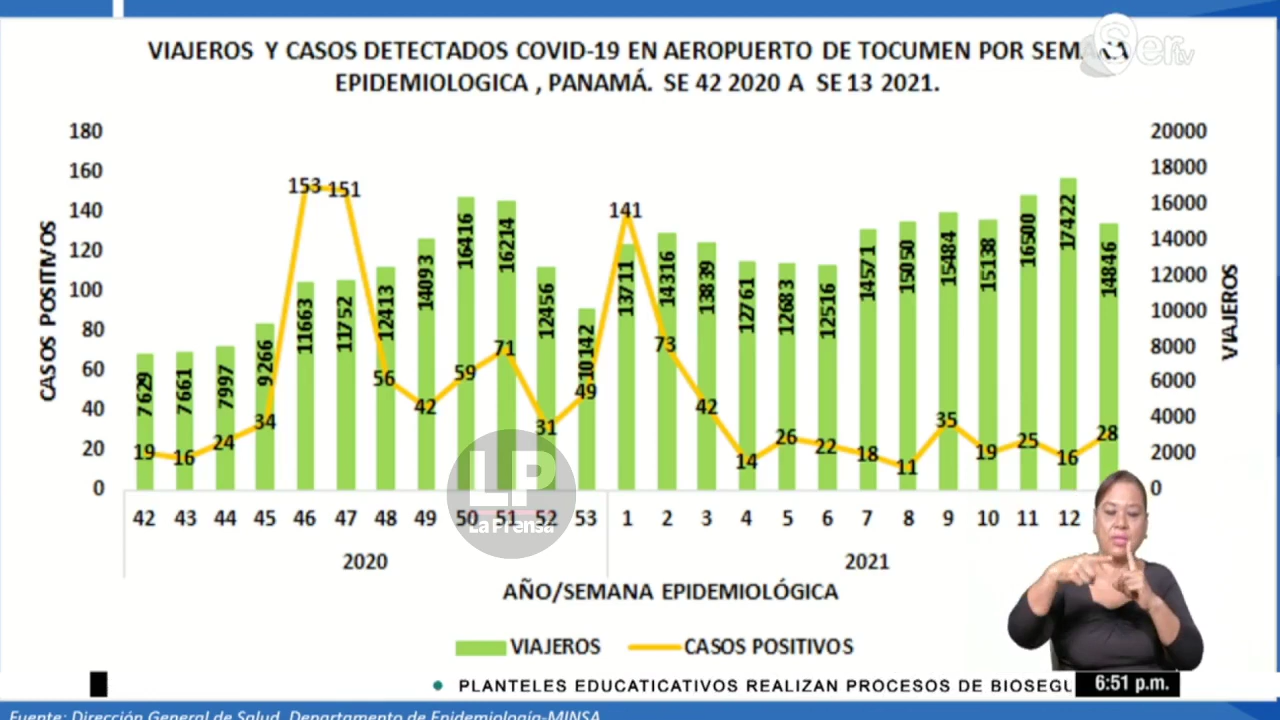 VIAJEROS Y CASOS DETECTADOS COVID-19 EN AEROPUERTO DE TOCUMEN POR SEMANA
EPIDEMIOLOGICA , PANAMÁ. SE 42 2020 A SE 13 2021.
Sertv
CASOS POSITIVOS
180
160
140
120
100
80
60
40
20
0
20000
18000
16000
14000
12000
10000
8000
6000
4000
2000
0
VIAJEROS
7629 7661 7997 9266 11663 11752 12413 14093 16416 16214 12456 10142 13711 14316 13839 12761 12683 12516 14571 15050 15484 15138 16500 17422 14846
19 16 24 34 153 151 56 42 59 71 31 49 141 73 42 14 26 22 18 11 35 19 25 16 28
42 43 44 45 46 47 48 49 50 51 52 53 1 2 3 4 5 6 7 8 9 10 11 12
2020 2021
LP
La Prensa
AÑO/SEMANA EPIDEMIOLÓGICA
VIAJEROS CASOS POSITIVOS
PLANTELES EDUCATICATIVOS REALIZAN PROCESOS DE BIOSEGU
6:51 p.m.
Fuente: Dirección General de Salud. Departamento de Epidemiología-MINSA